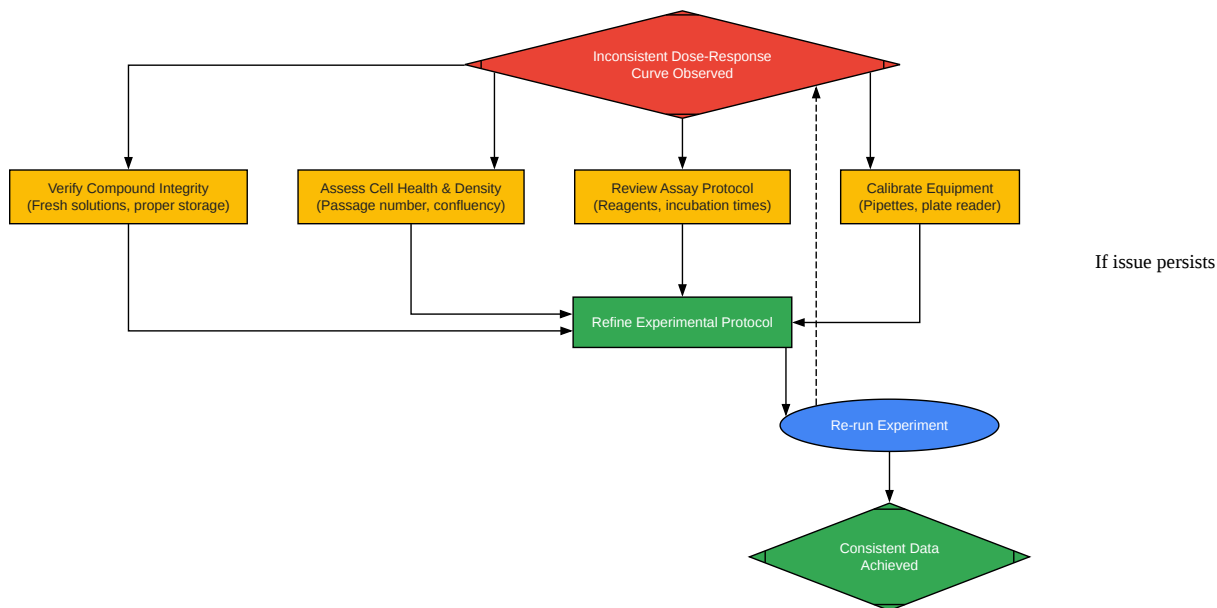 Inconsistent Dose-Response
Curve Observed
Verify Compound Integrity
(Fresh solutions, proper storage)
Assess Cell Health & Density
(Passage number, confluency)
Review Assay Protocol
(Reagents, incubation times)
Calibrate Equipment
(Pipettes, plate reader)
If issue persists
Refine Experimental Protocol
Re-run Experiment
Consistent Data
Achieved